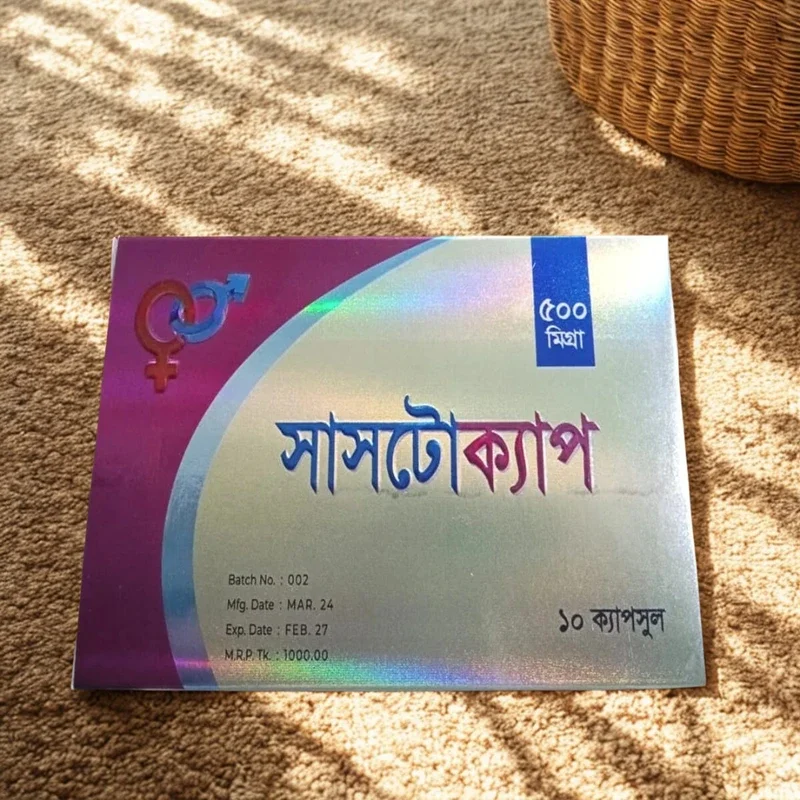 ৫০০
মিগ্রা
সাসটোক্যাপ
Batch No. : 002
Mfg. Date : MAR. 24
Exp. Date : FEB. 27
M.R.P. Tk. : 1000.00
১০ ক্যাপসুল